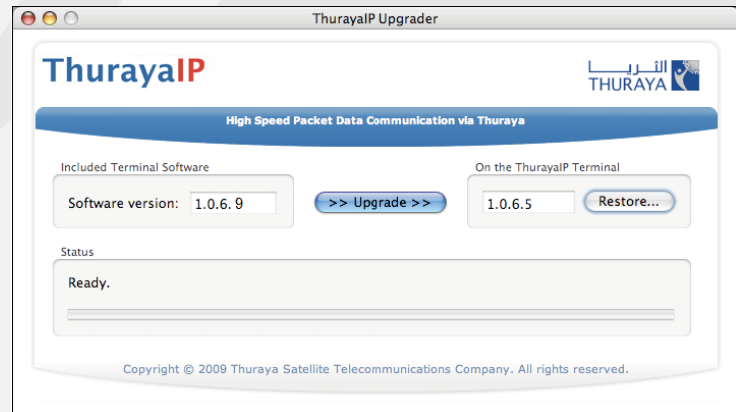 ThurayaIP Upgrader
ThurayaIP
الثريا
THURAYA
High Speed Packet Data Communication via Thuraya
Included Terminal Software
On the ThurayaIP Terminal
Software version: 1.0.6.9
>> Upgrade >>
1.0.6.5
Restore...
Status
Ready.
Copyright © 2009 Thuraya Satellite Telecommunications Company. All rights reserved.